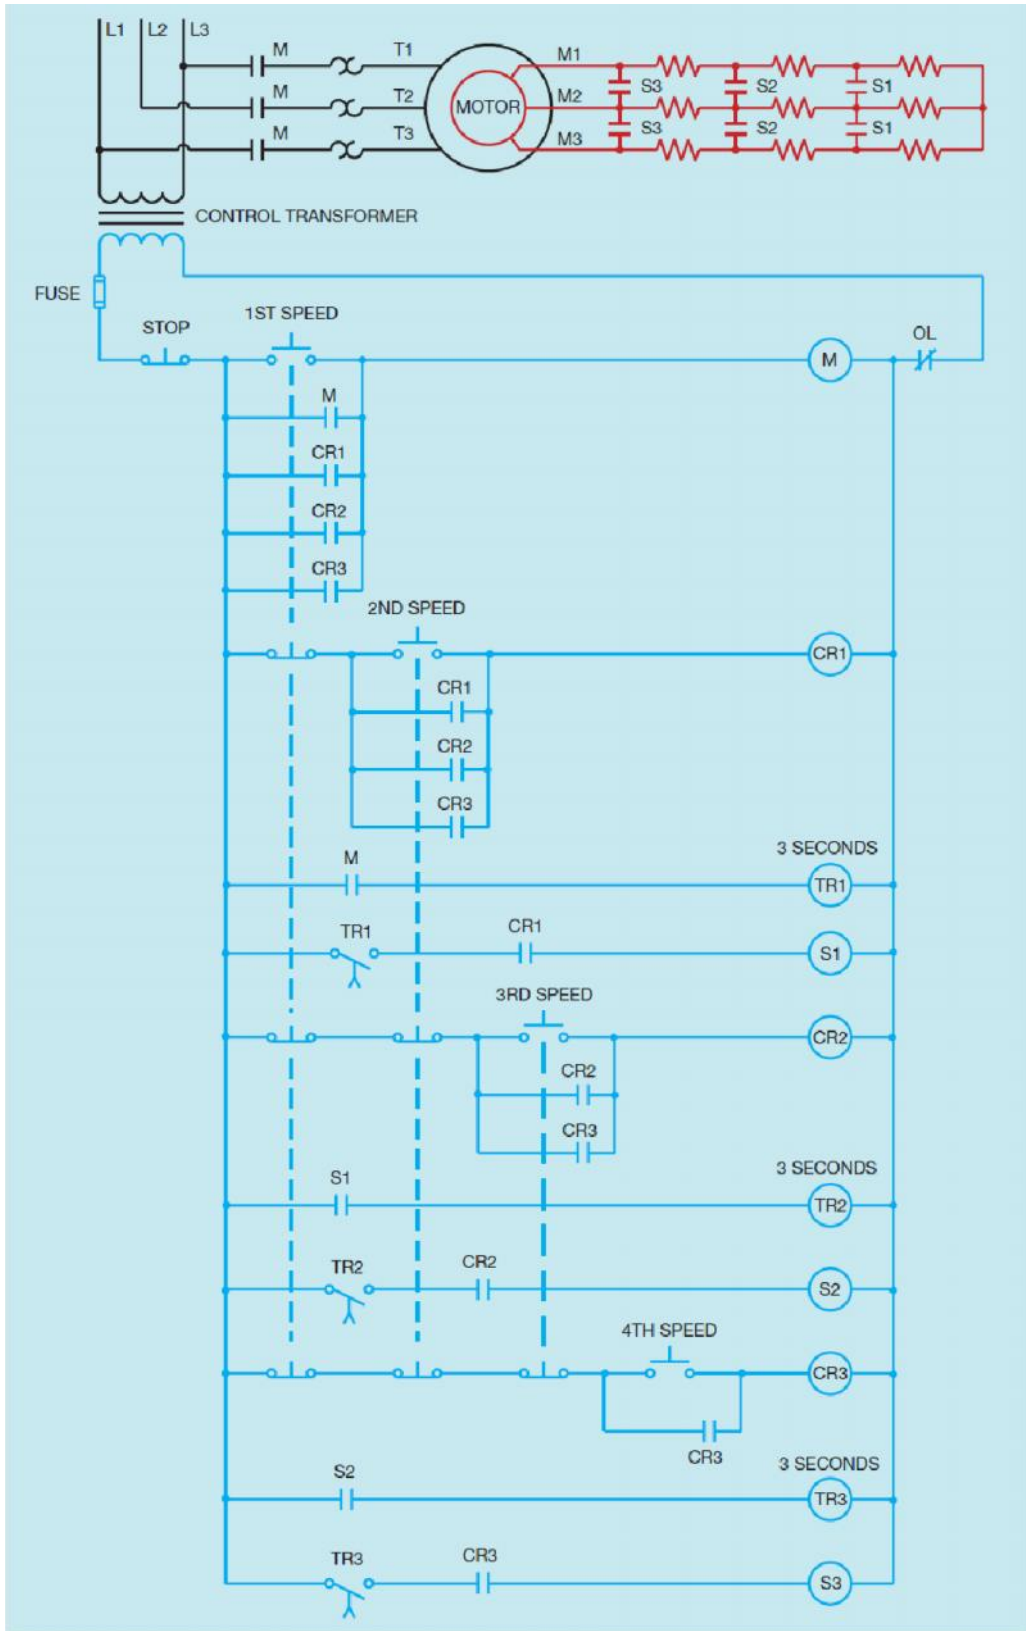 L1 L2 L3
M T1 M1
S3 S2 S1
M T2 MOTOR M2
M T3 M3
S3 S2 S1
CONTROL TRANSFORMER
FUSE
1ST SPEED
STOP
OL
M
M
CR1
CR2
CR3
2ND SPEED
CR1
CR1
CR2
CR3
3 SECONDS
M
TR1
TR1 CR1
S1
3RD SPEED
CR2
CR2
CR3
3 SECONDS
S1
TR2
TR2 CR2
S2
4TH SPEED
CR3
CR3
3 SECONDS
S2
TR3
TR3 CR3
S3